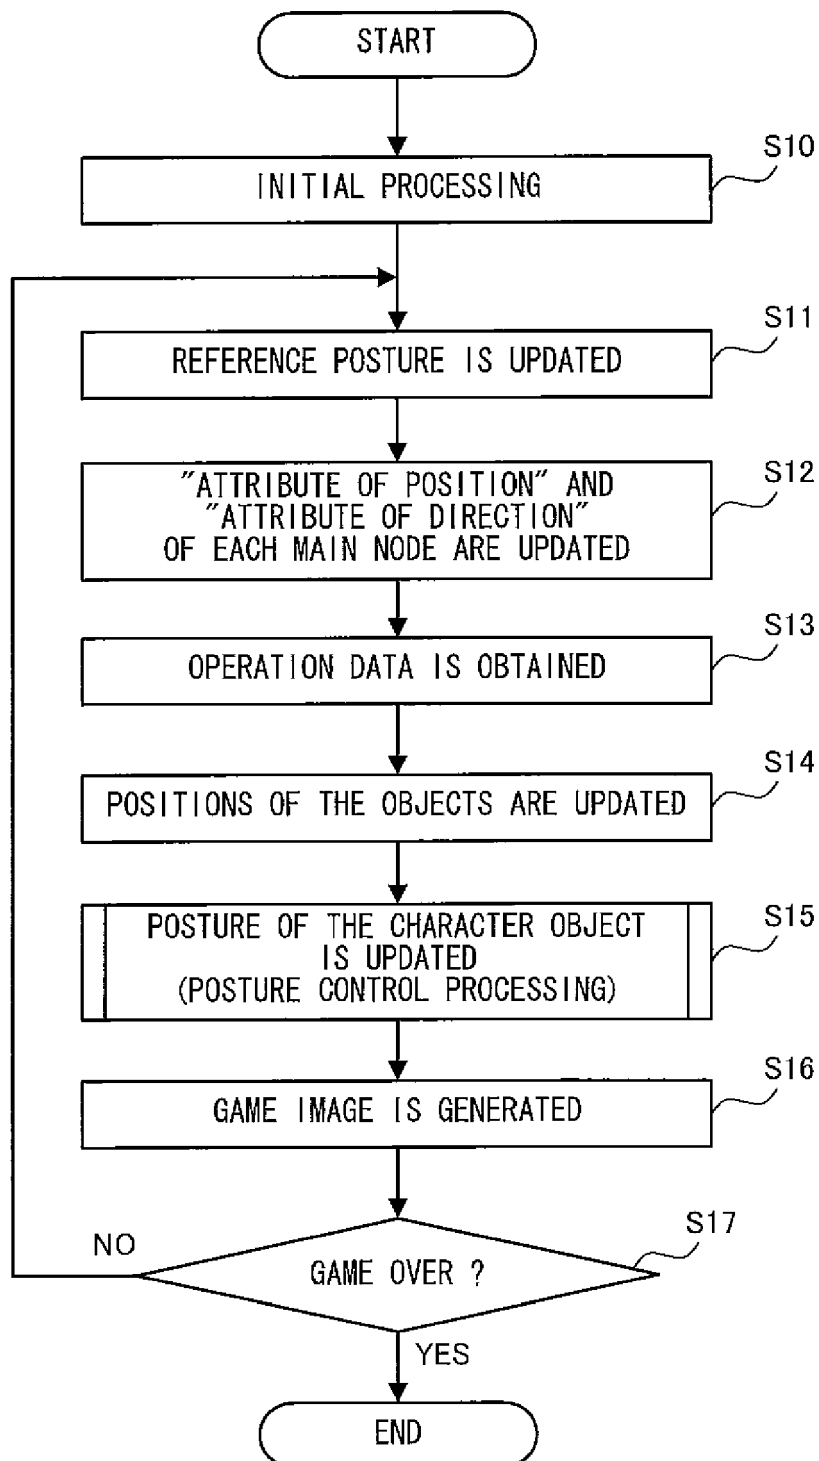 START
S10
INITIAL PROCESSING
S11
REFERENCE POSTURE IS UPDATED
S12
"ATTRIBUTE OF POSITION" AND
"ATTRIBUTE OF DIRECTION"
OF EACH MAIN NODE ARE UPDATED
S13
OPERATION DATA IS OBTAINED
S14
POSITIONS OF THE OBJECTS ARE UPDATED
S15
POSTURE OF THE CHARACTER OBJECT
IS UPDATED
(POSTURE CONTROL PROCESSING)
S16
GAME IMAGE IS GENERATED
S17
NO
GAME OVER ?
YES
END